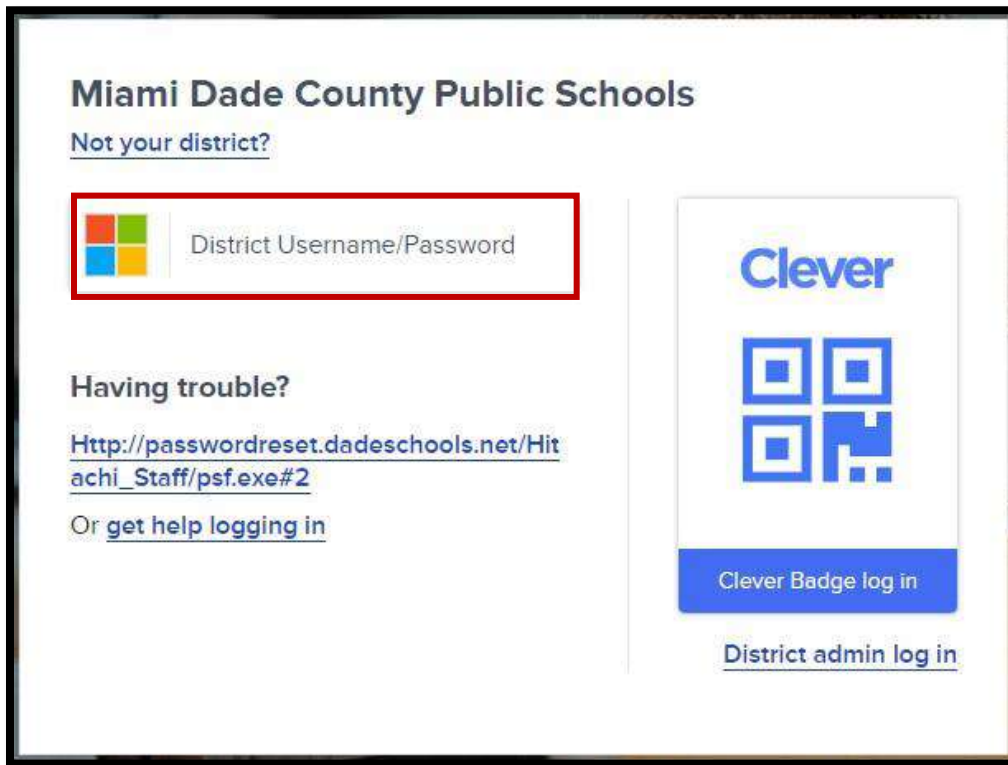 Miami Dade County Public Schools
Not your district?
District Username/Password
Having trouble?
Http://passwordreset.dadeschools.net/Hit
achi_Staff/psf.exe#2
Or get help logging in
Clever
Clever Badge log in
District admin log in